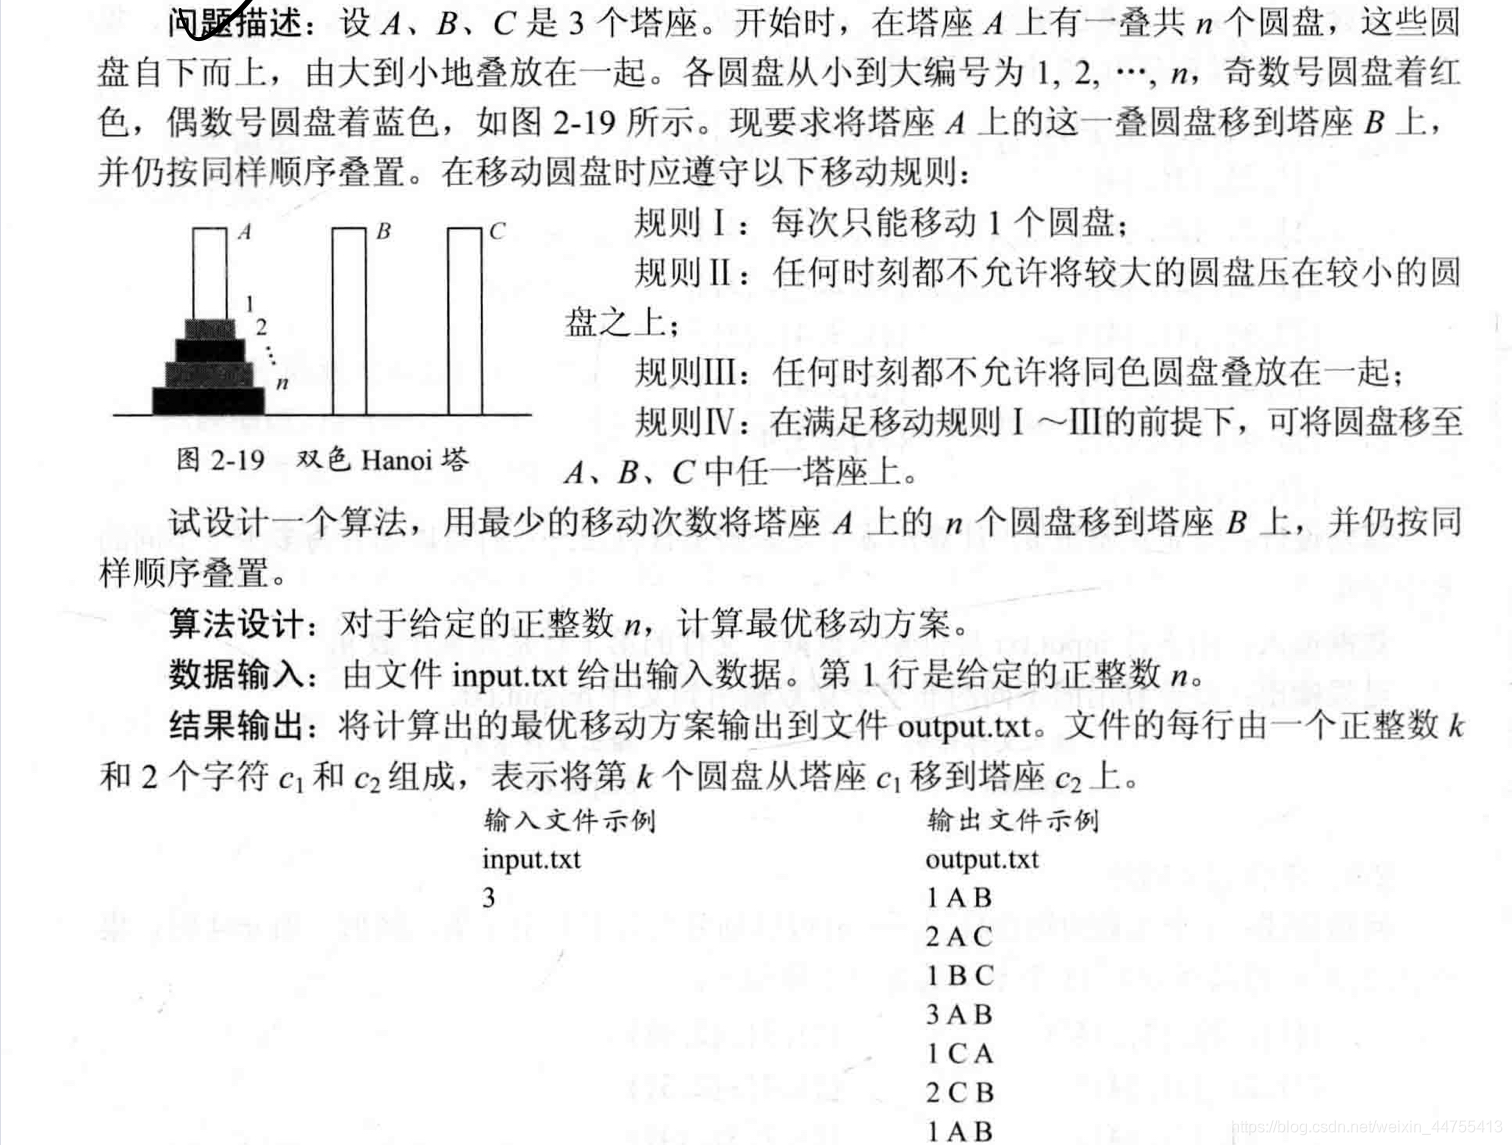 问题描述：设 A、B、C 是 3 个塔座。开始时，在塔座 A 上有一叠共 n 个圆盘，这些圆
盘自下而上，由大到小地叠放在一起。各圆盘从小到大编号为 1, 2, …, n，奇数号圆盘着红
色，偶数号圆盘着蓝色，如图 2-19 所示。现要求将塔座 A 上的这一叠圆盘移到塔座 B 上，
并仍按同样顺序叠置。在移动圆盘时应遵守以下移动规则：
A
B
C
1
2
⋱
n
图 2-19 双色 Hanoi 塔
规则Ⅰ：每次只能移动 1 个圆盘；
规则Ⅱ：任何时刻都不允许将较大的圆盘压在较小的圆
盘之上；
规则Ⅲ：任何时刻都不允许将同色圆盘叠放在一起；
规则Ⅳ：在满足移动规则Ⅰ～Ⅲ的前提下，可将圆盘移至
A、B、C 中任一塔座上。
试设计一个算法，用最少的移动次数将塔座 A 上的 n 个圆盘移到塔座 B 上，并仍按同
样顺序叠置。
算法设计：对于给定的正整数 n，计算最优移动方案。
数据输入：由文件 input.txt 给出输入数据。第 1 行是给定的正整数 n。
结果输出：将计算出的最优移动方案输出到文件 output.txt。文件的每行由一个正整数 k
和 2 个字符 c1 和 c2 组成，表示将第 k 个圆盘从塔座 c1 移到塔座 c2 上。
输入文件示例
input.txt
3
输出文件示例
output.txt
1 A B
2 A C
1 B C
3 A B
1 C A
2 C B
1 A B
https://blog.csdn.net/weixin_44755413